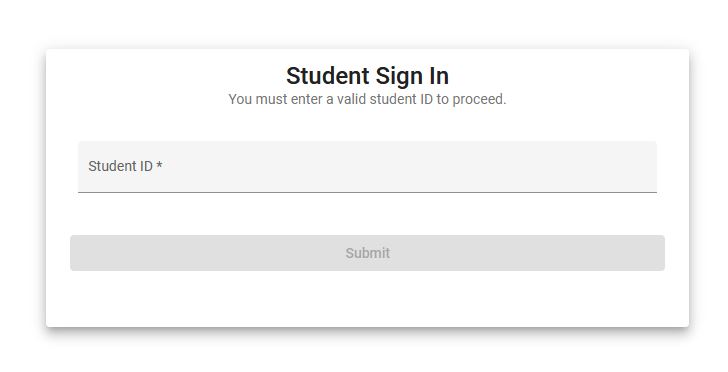 Student Sign In
You must enter a valid student ID to proceed.
Student ID *
Submit